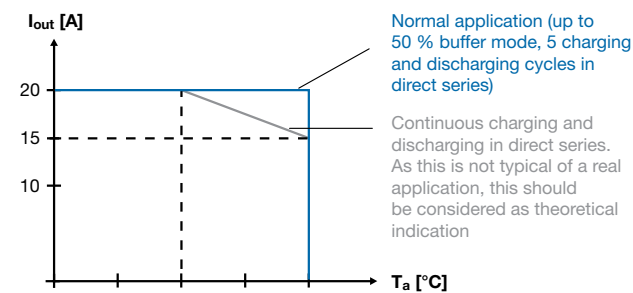 I_out [A]
Normal application (up to
50 % buffer mode, 5 charging
and discharging cycles in
direct series)
20
15
10
Continuous charging and
discharging in direct series.
As this is not typical of a real
application, this should
be considered as theoretical
indication
T_a [°C]